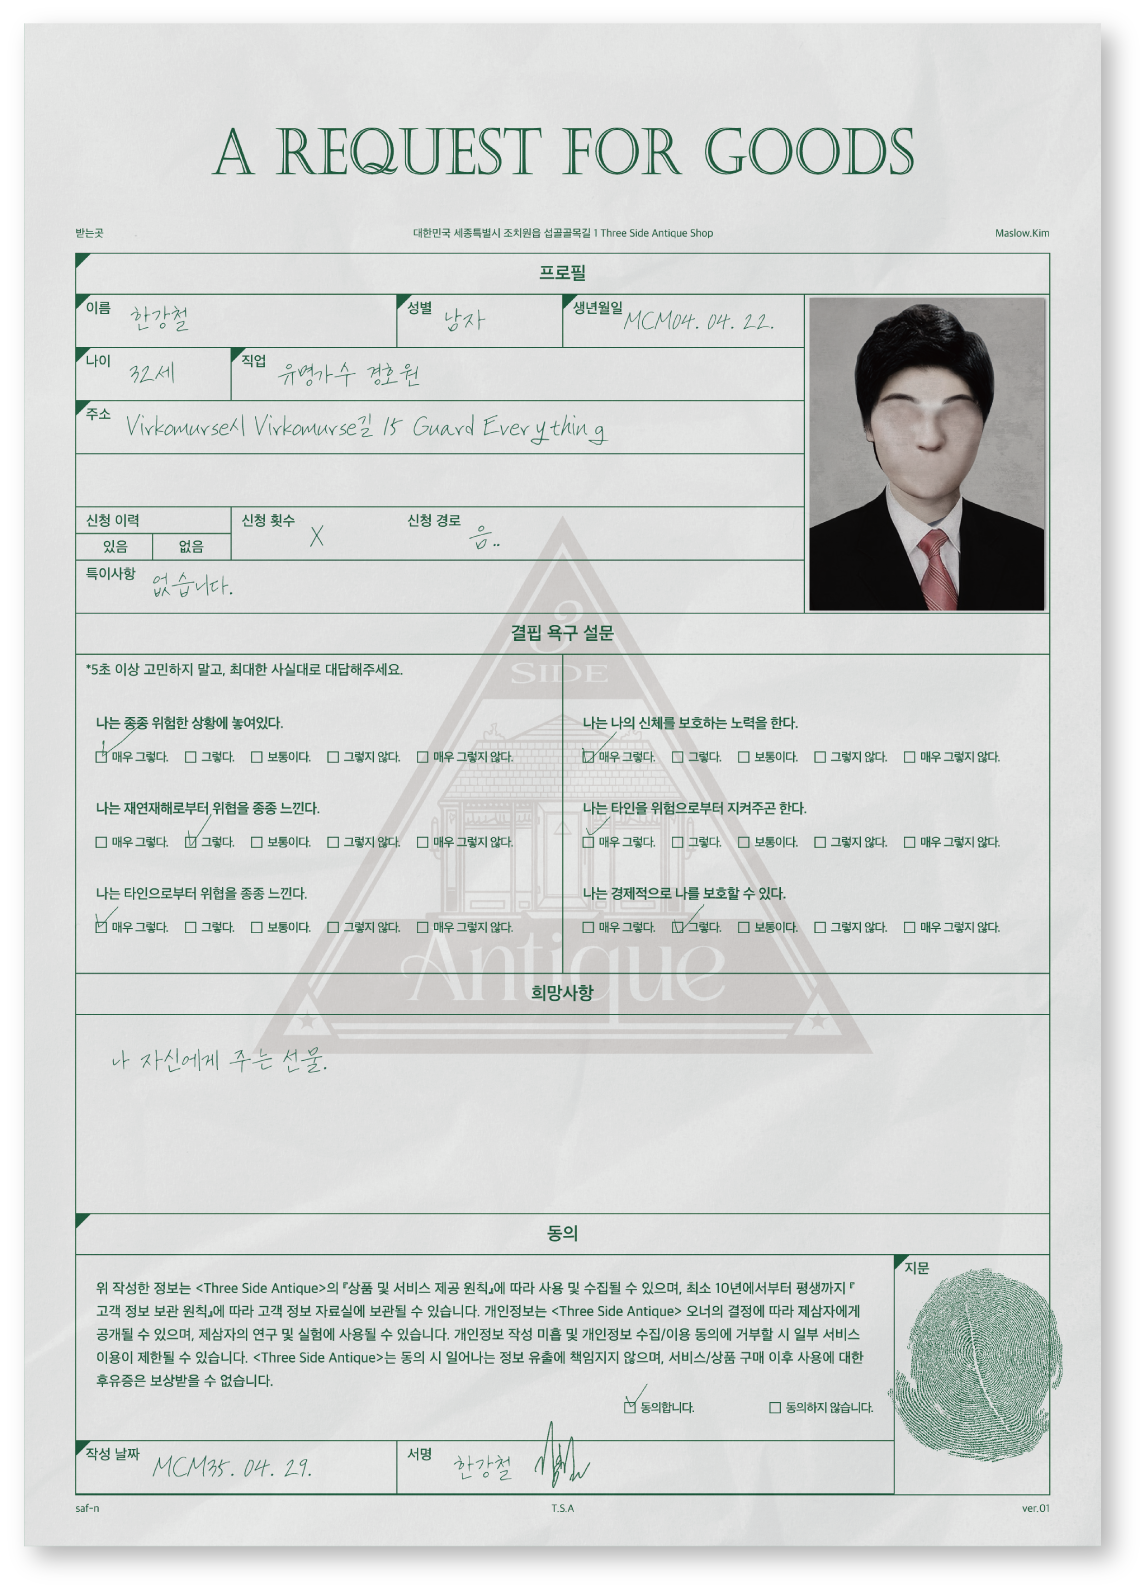 A REQUEST FOR GOODS
받는곳 대한민국 세종특별시 조치원읍 섭골골목길 1 Three Side Antique Shop Maslow.Kim
프로필
이름 한강철 성별 남자 생년월일 MCM04. 04. 22.
나이 32세 직업 유명가수 경호원
주소 Virkomurse시 Virkomurse길 15 Guard Everything
신청 이력 신청 횟수 X 신청 경로 음..
있음 없음
특이사항 없습니다.
3
SIDE
Antique
결핍 욕구 설문
*5초 이상 고민하지 말고, 최대한 사실대로 대답해주세요.
나는 종종 위험한 상황에 놓여있다.
매우 그렇다. 그렇다. 보통이다. 그렇지 않다. 매우 그렇지 않다.
나는 재연재해로부터 위협을 종종 느낀다.
매우 그렇다. 그렇다. 보통이다. 그렇지 않다. 매우 그렇지 않다.
나는 타인으로부터 위협을 종종 느낀다.
매우 그렇다. 그렇다. 보통이다. 그렇지 않다. 매우 그렇지 않다.
나는 나의 신체를 보호하는 노력을 한다.
매우 그렇다. 그렇다. 보통이다. 그렇지 않다. 매우 그렇지 않다.
나는 타인을 위험으로부터 지켜주곤 한다.
매우 그렇다. 그렇다. 보통이다. 그렇지 않다. 매우 그렇지 않다.
나는 경제적으로 나를 보호할 수 있다.
매우 그렇다. 그렇다. 보통이다. 그렇지 않다. 매우 그렇지 않다.
희망사항
나 자신에게 주는 선물.
동의
위 작성한 정보는 <Three Side Antique>의 『상품 및 서비스 제공 원칙』에 따라 사용 및 수집될 수 있으며, 최소 10년에서부터 평생까지 『
고객 정보 보관 원칙』에 따라 고객 정보 자료실에 보관될 수 있습니다. 개인정보는 <Three Side Antique> 오너의 결정에 따라 제삼자에게
공개될 수 있으며, 제삼자의 연구 및 실험에 사용될 수 있습니다. 개인정보 작성 미흡 및 개인정보 수집/이용 동의에 거부할 시 일부 서비스
이용이 제한될 수 있습니다. <Three Side Antique>는 동의 시 일어나는 정보 유출에 책임지지 않으며, 서비스/상품 구매 이후 사용에 대한
후유증은 보상받을 수 없습니다.
동의합니다. 동의하지 않습니다.
지문
작성 날짜 MCM35. 04. 29. 서명 한강철
saf-n T.S.A ver.01